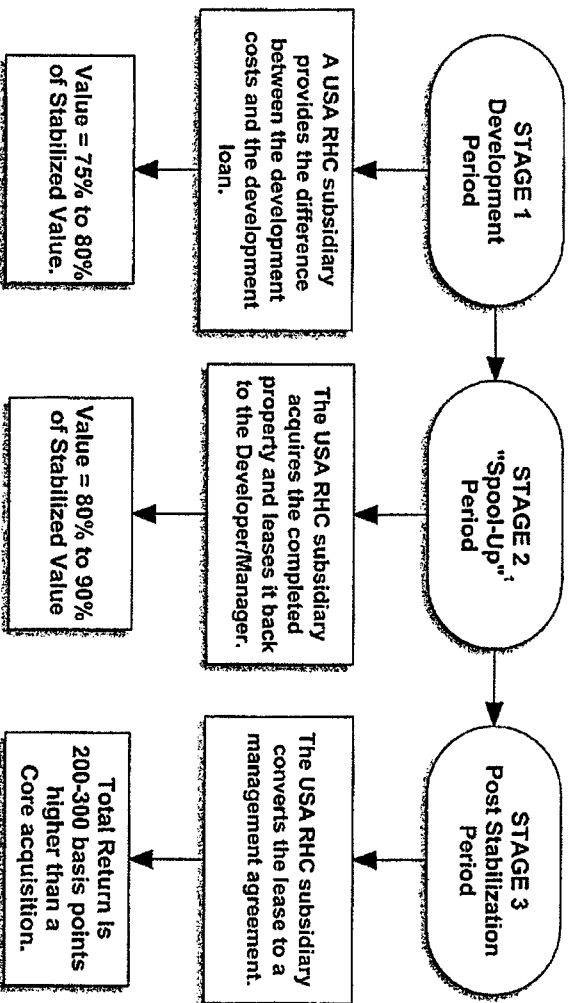 STAGE 1
Development
Period
A USA RHC subsidiary
provides the difference
between the development
costs and the development
loan.
Value = 75% to 80%
of Stabilized Value.
STAGE 2
"Spool-Up"¹
Period
The USA RHC subsidiary
acquires the completed
property and leases it back
to the Developer/Manager.
Value = 80% to 90%
of Stabilized Value
STAGE 3
Post Stabilization
Period
The USA RHC subsidiary
converts the lease to a
management agreement.
Total Return is
200-300 basis points
higher than a
Core acquisition.